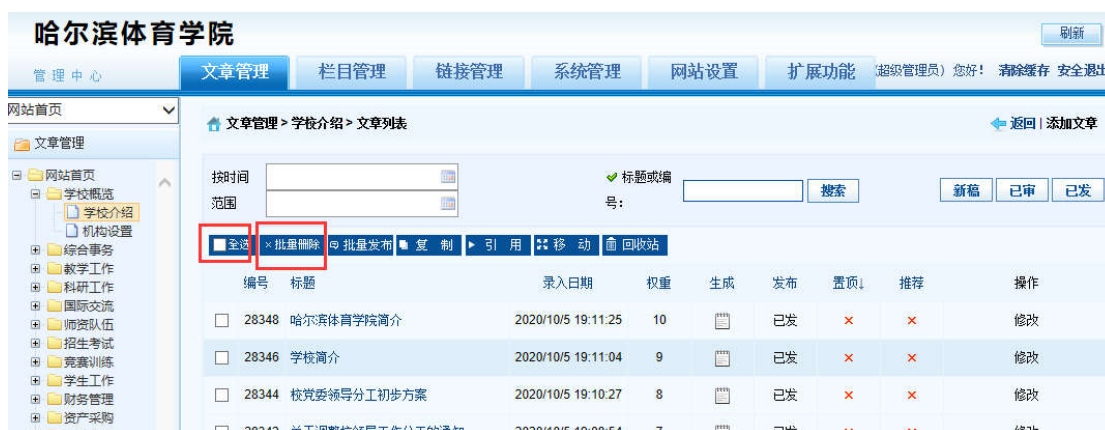 哈尔滨体育学院
刷新
管理中心
文章管理 栏目管理 链接管理 系统管理 网站设置 扩展功能 超级管理员) 您好! 清除缓存 安全退出
网站首页
文章管理 > 学校介绍 > 文章列表 返回 | 添加文章
文章管理
网站首页
学校概览
学校介绍
机构设置
综合事务
教学工作
科研工作
国际交流
师资队伍
招生考试
竞赛训练
学生工作
财务管理
资产采购
按时间
范围
标题或编
号:
搜索 新稿 已审 已发
全选 ×批量删除 批量发布 复 制 引 用 移 动 回收站
编号 标题 录入日期 权重 生成 发布 置顶↓ 推荐 操作
28348 哈尔滨体育学院简介 2020/10/5 19:11:25 10 已发 × × 修改
28346 学校简介 2020/10/5 19:11:04 9 已发 × × 修改
28344 校党委领导分工初步方案 2020/10/5 19:10:27 8 已发 × × 修改